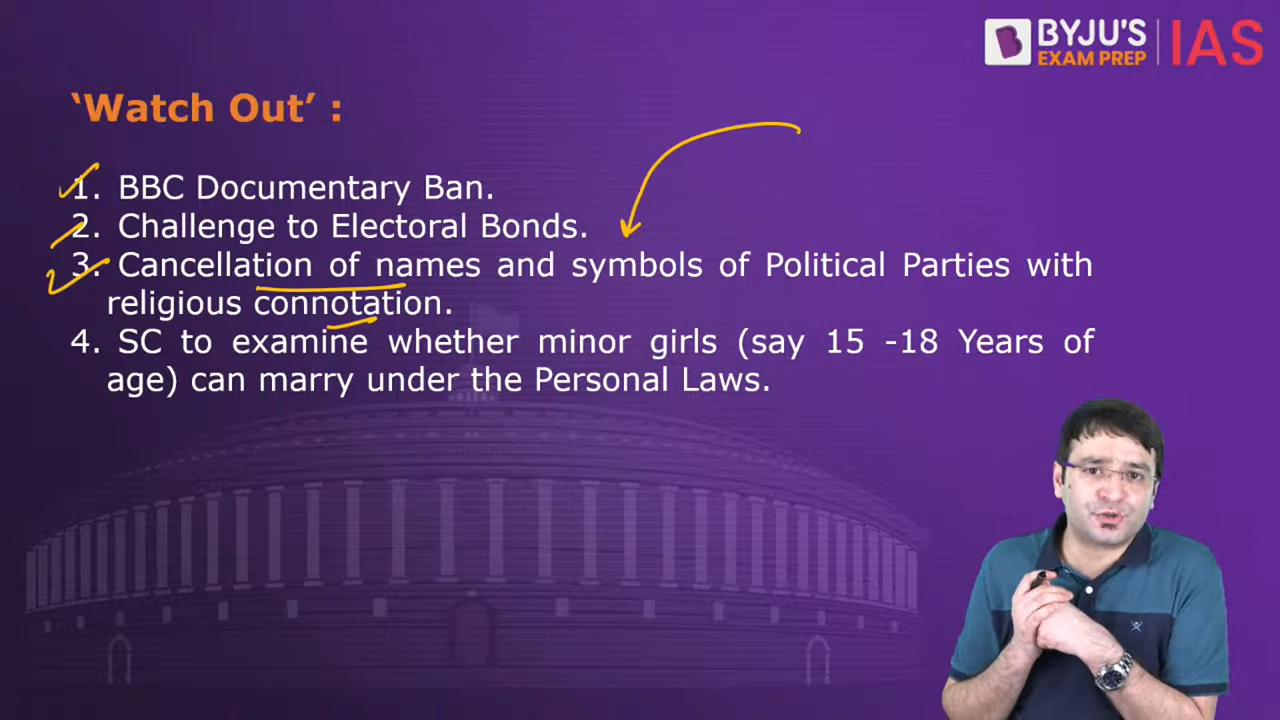 BYJU'S
EXAM PREP
IAS
‘Watch Out’ :
1. BBC Documentary Ban.
2. Challenge to Electoral Bonds.
3. Cancellation of names and symbols of Political Parties with
religious connotation.
4. SC to examine whether minor girls (say 15 -18 Years of
age) can marry under the Personal Laws.